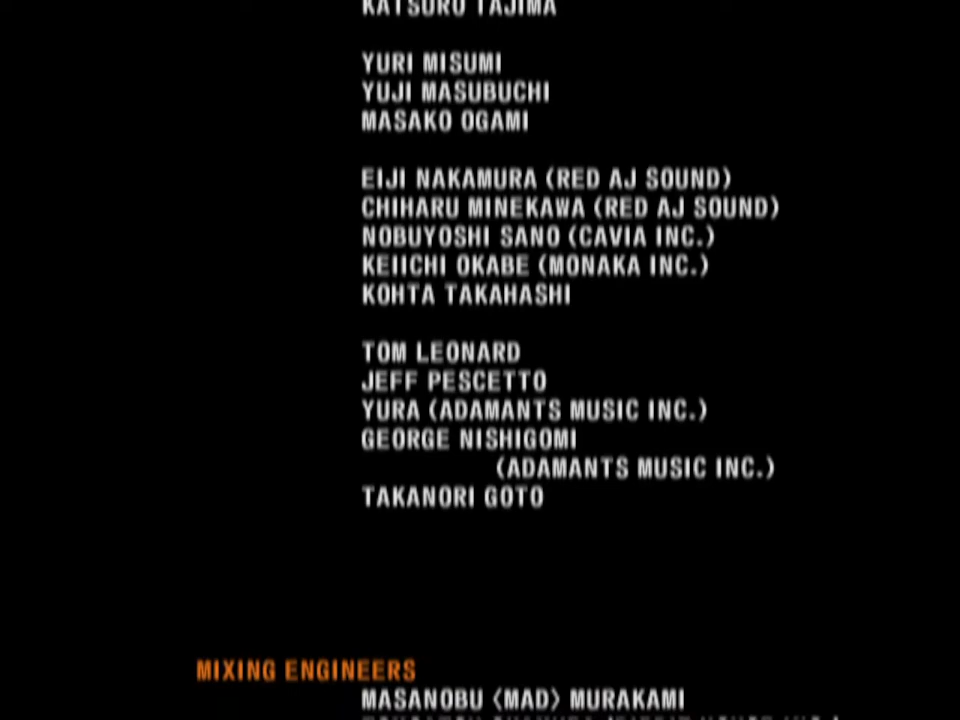 KATSURO TAJIMA
YURI MISUMI
YUJI MASUBUCHI
MASAKO OGAMI
EIJI NAKAMURA (RED AJ SOUND)
CHIHARU MINEKAWA (RED AJ SOUND)
NOBUYOSHI SANO (CAVIA INC.)
KEIICHI OKABE (MONAKA INC.)
KOHTA TAKAHASHI
TOM LEONARD
JEFF PESCETTO
YURA (ADAMANTS MUSIC INC.)
GEORGE NISHIGOMI
(ADAMANTS MUSIC INC.)
TAKANORI GOTO
MIXING ENGINEERS
MASANOBU <MAD> MURAKAMI